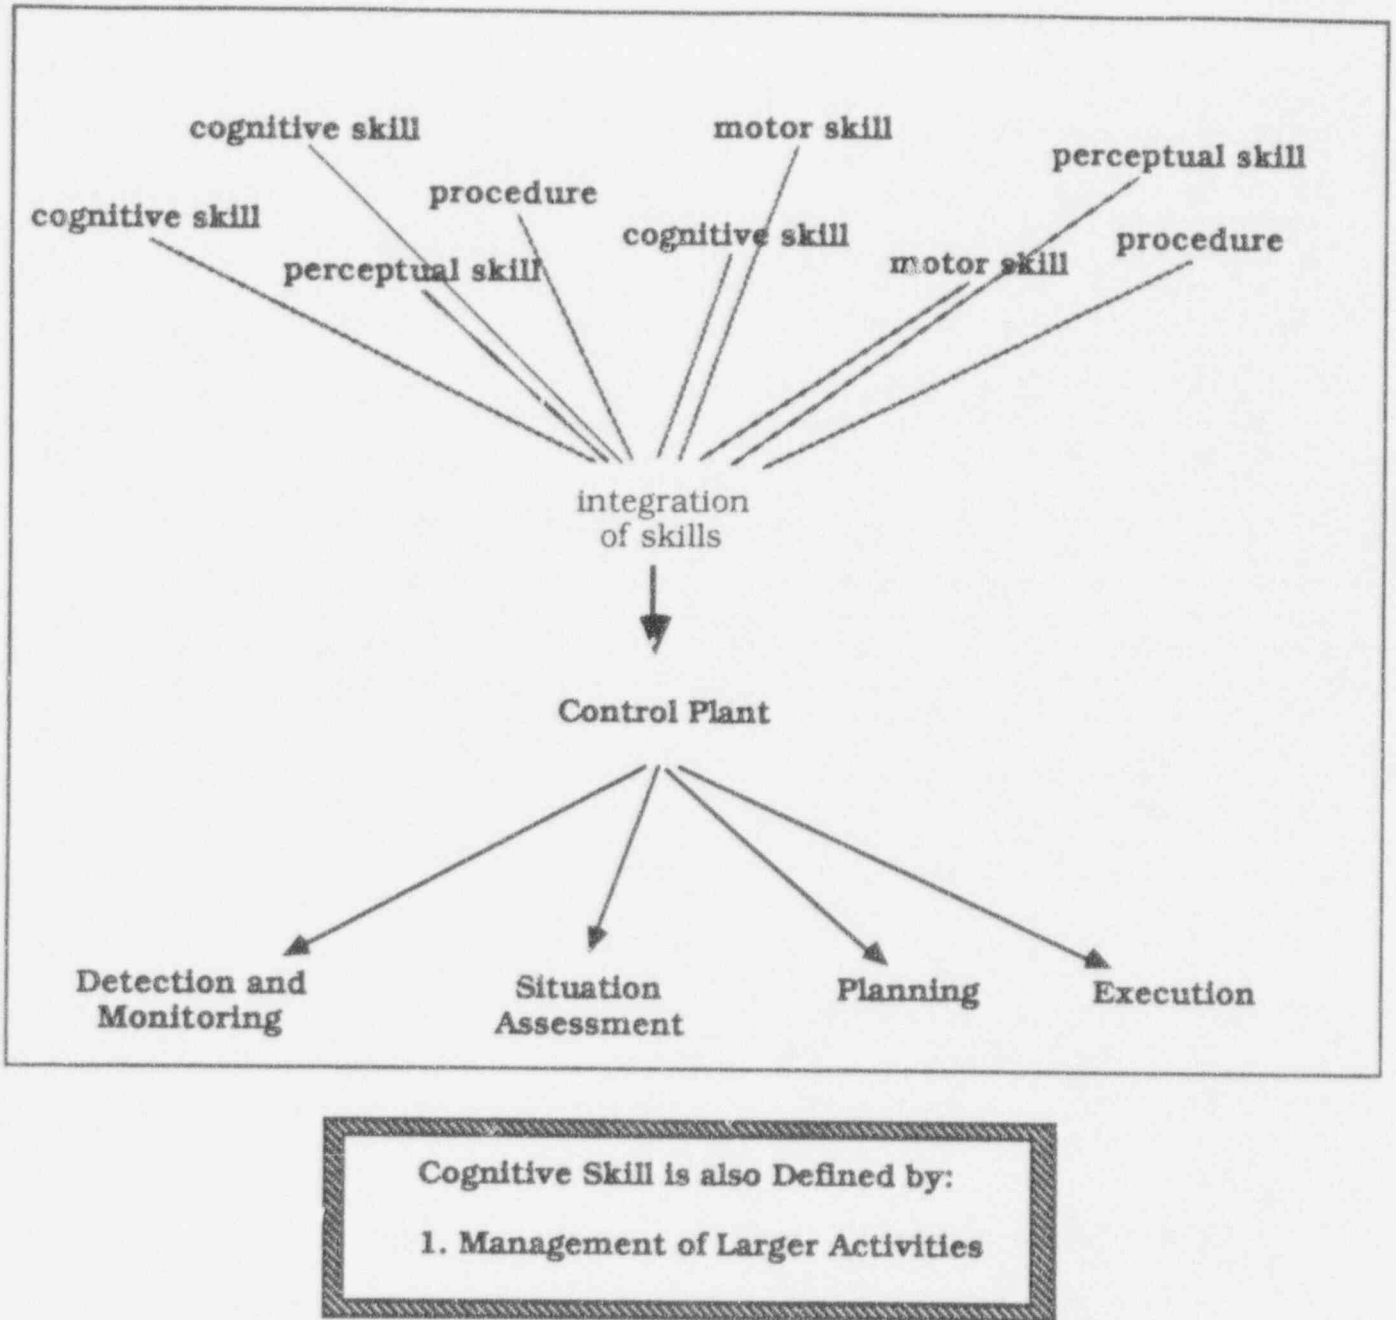 cognitive skill
motor skill
perceptual skill
procedure
cognitive skill
cognitive skill
procedure
perceptual skill
motor skill
integration
of skills
Control Plant
Detection and
Monitoring
Situation
Assessment
Planning
Execution
Cognitive Skill is also Defined by:
1. Management of Larger Activities